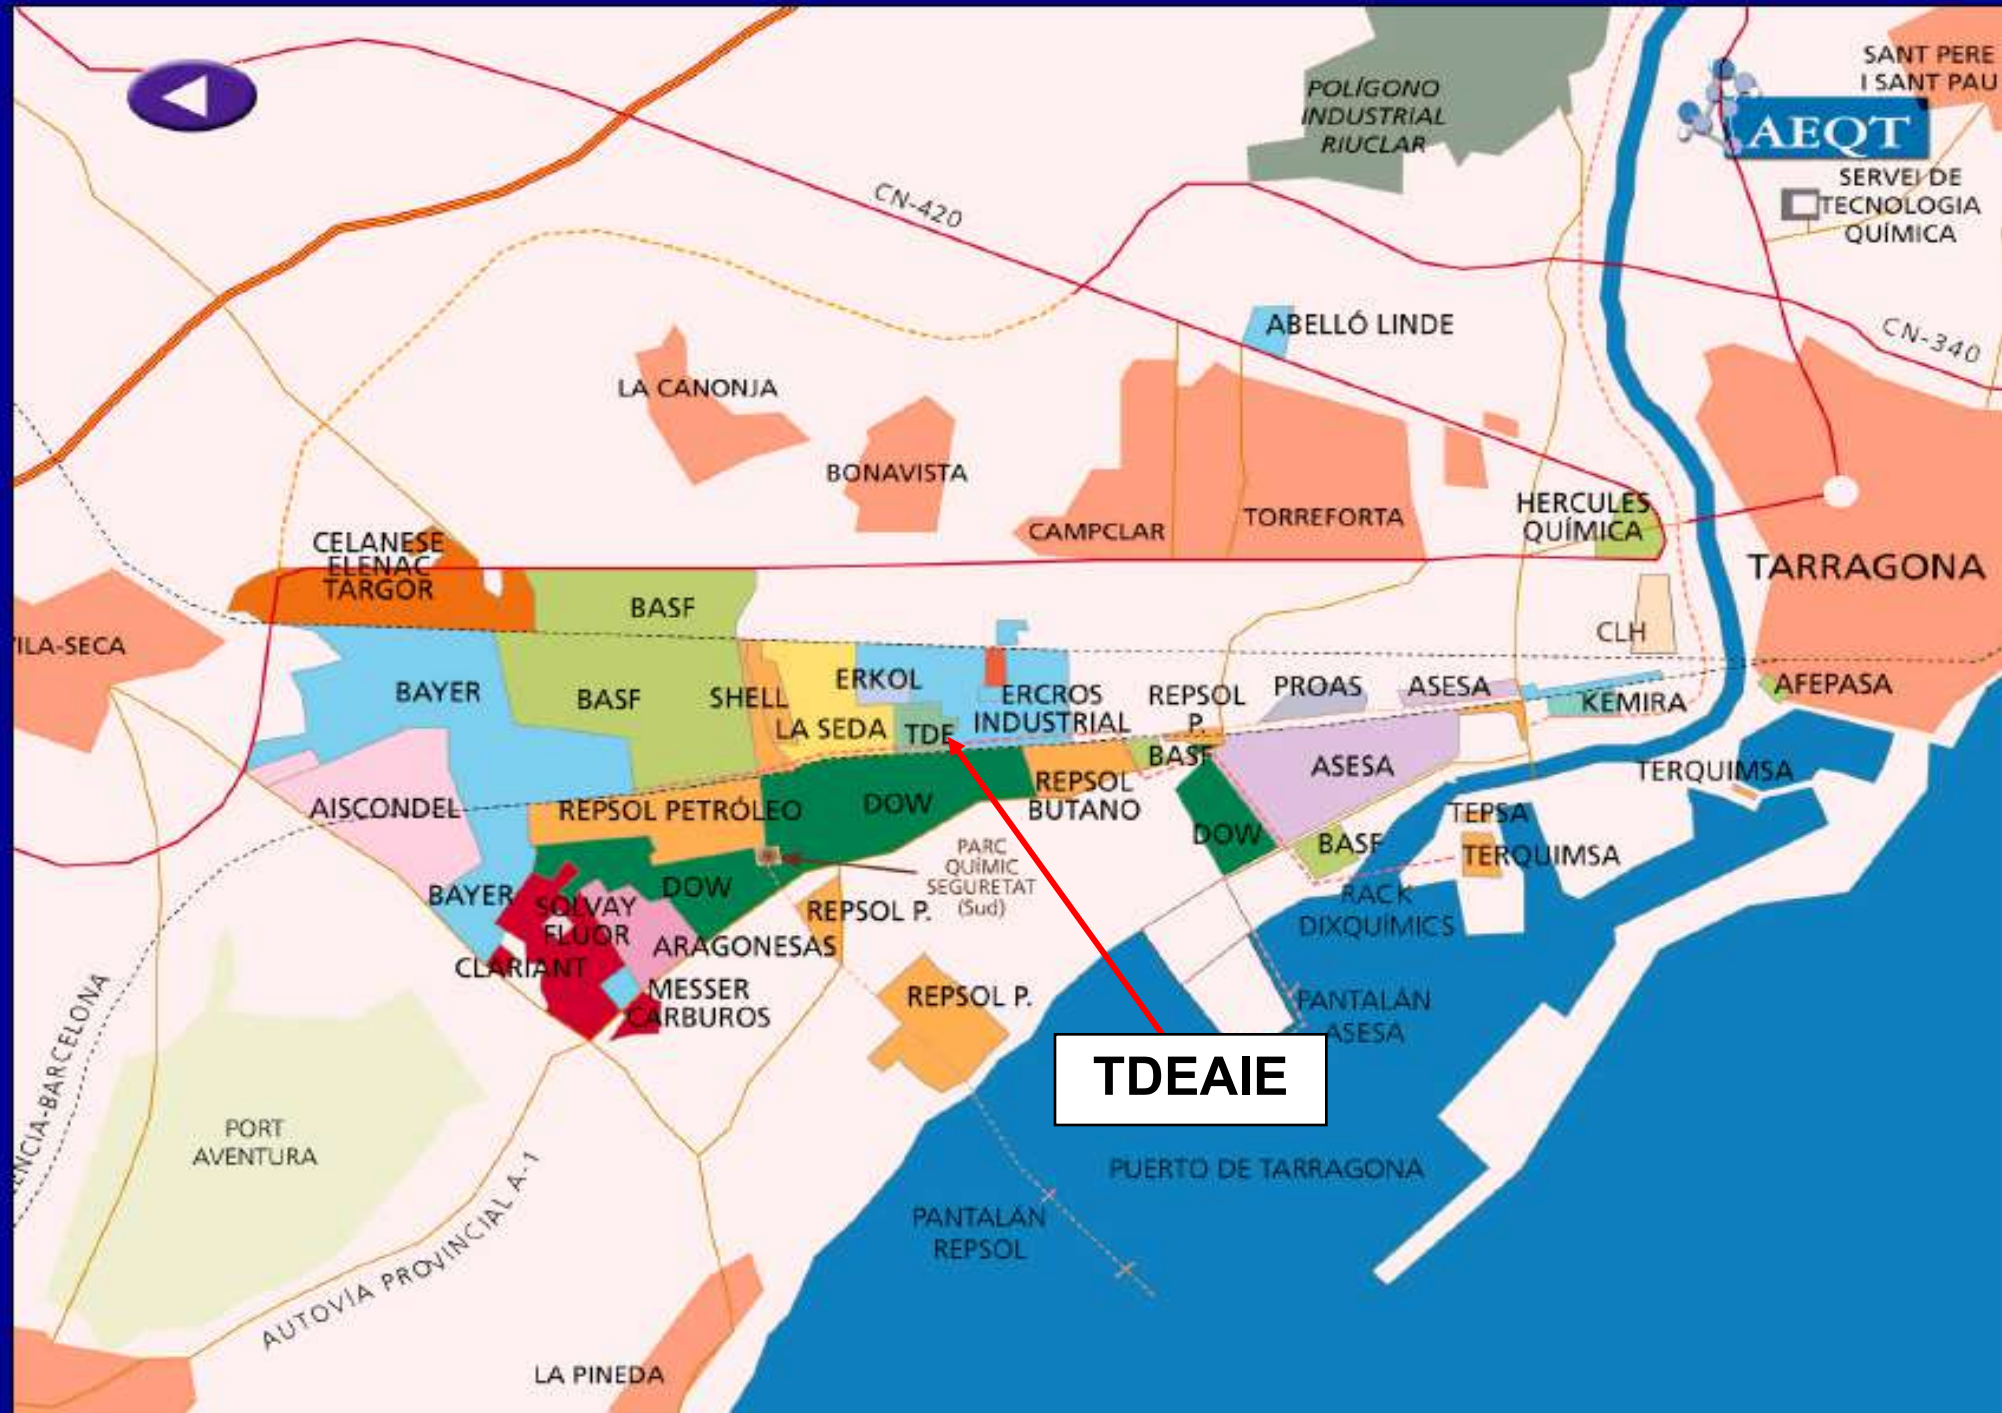 SANT PERE
I SANT PAU
AEQT
POLÍGONO
INDUSTRIAL
RIUCLAR
SERVEI DE
TECNOLOGIA
QUÍMICA
CN-420
ABELLÓ LINDE
CN-340
LA CANONJA
BONAVISTA
CAMPCLAR
TORREFORTA
HERCULES
QUÍMICA
TARRAGONA
CELANESE
ELENAC
TARGOR
BASF
CLH
VILA-SECA
BAYER
BASF
SHELL
ERKOL
LA SEDA
TDE
ERCROS
INDUSTRIAL
REPSOL
P.
PROAS
ASESA
KEMIRA
AFEPASA
BASF
ASESA
TERQUIMSA
AISCONDEL
REPSOL PETRÓLEO
DOW
REPSOL
BUTANO
DOW
BASF
TEPSA
TERQUIMSA
PARC
QUÍMIC
SEGURETAT
(Sud)
BAYER
DOW
SOLVAY
FLUOR
REPSOL P.
RACK
DIXQUÍMICS
ARAGONESAS
CLARIANT
MESSER
CARBUROS
REPSOL P.
PANTALÁN
ASESA
TDEAIE
ENCIA-BARCELONA
PORT
AVENTURA
PUERTO DE TARRAGONA
PANTALÁN
REPSOL
AUTOVÍA PROVINCIAL A-1
LA PINEDA